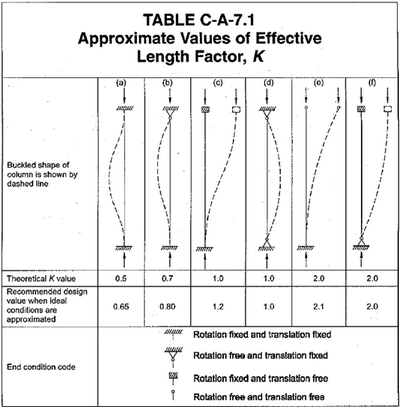 TABLE C-A-7.1
Approximate Values of Effective
Length Factor, K
(a) (b) (c) (d) (e) (f)
Buckled shape of
column is shown by
dashed line
Theoretical K value 0.5 0.7 1.0 1.0 2.0 2.0
Recommended design
value when ideal
conditions are
approximated
0.65 0.80 1.2 1.0 2.1 2.0
End condition code
Rotation fixed and translation fixed
Rotation free and translation fixed
Rotation fixed and translation free
Rotation free and translation free